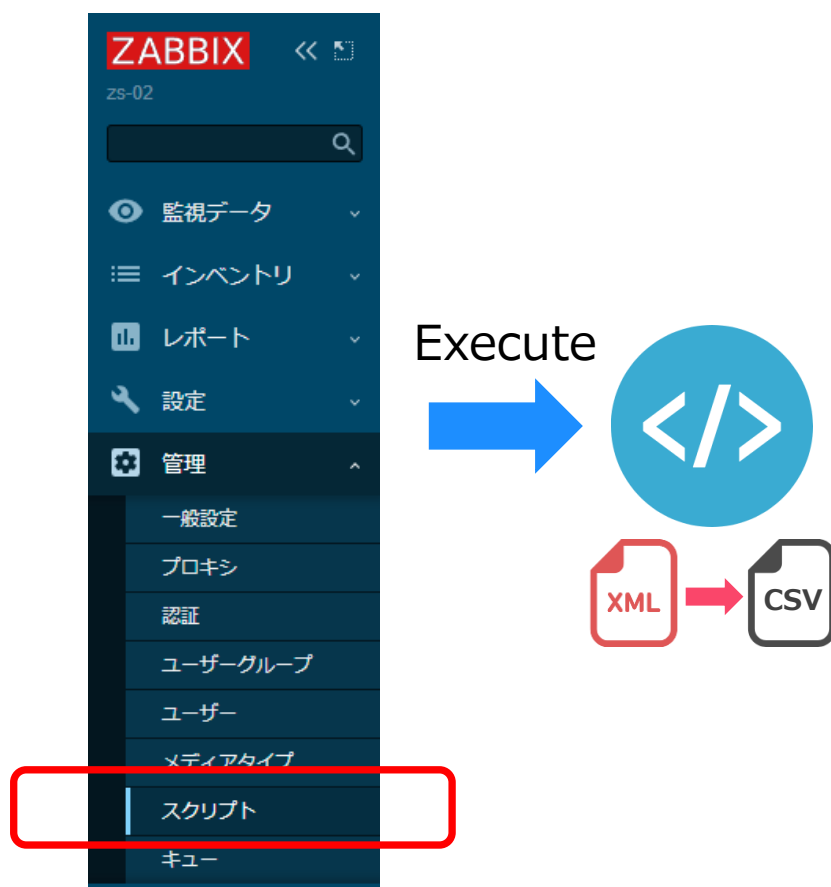 ZABBIX
zs-02
監視データ
インベントリ
レポート
設定
管理
一般設定
プロキシ
認証
ユーザーグループ
ユーザー
メディアタイプ
スクリプト
キュー
Execute
</>
XML
CSV